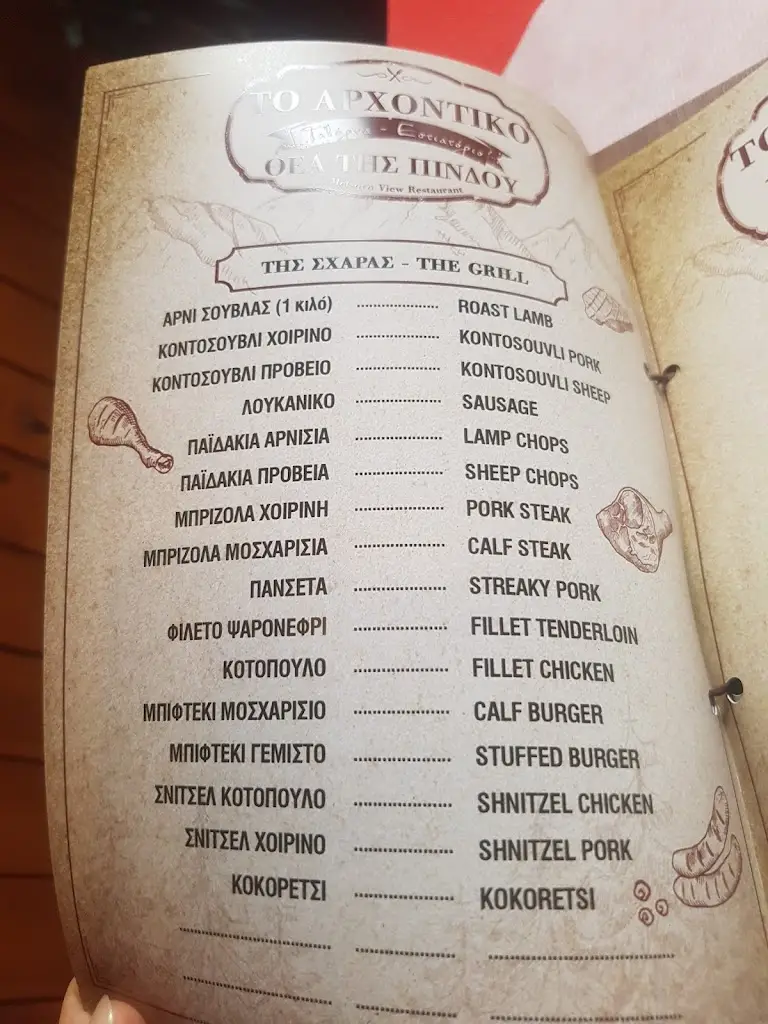 ΤΟ ΑΡΧΟΝΤΙΚΟ
Εστιατόριο
ΘΕΑ ΤΗΣ ΠΙΝΔΟΥ
View Restaurant
ΤΗΣ ΣΧΑΡΑΣ - THE GRILL
ΑΡΝΙ ΣΟΥΒΛΑΣ (1 κιλό) ..................... ROAST LAMB
ΚΟΝΤΟΣΟΥΒΛΙ ΧΟΙΡΙΝΟ ..................... KONTOSOUVLI PORK
ΚΟΝΤΟΣΟΥΒΛΙ ΠΡΟΒΕΙΟ ..................... KONTOSOUVLI SHEEP
ΛΟΥΚΑΝΙΚΟ ..................... SAUSAGE
ΠΑΪΔΑΚΙΑ ΑΡΝΙΣΙΑ ..................... LAMP CHOPS
ΠΑΪΔΑΚΙΑ ΠΡΟΒΕΙΑ ..................... SHEEP CHOPS
ΜΠΡΙΖΟΛΑ ΧΟΙΡΙΝΗ ..................... PORK STEAK
ΜΠΡΙΖΟΛΑ ΜΟΣΧΑΡΙΣΙΑ ..................... CALF STEAK
ΠΑΝΣΕΤΑ ..................... STREAKY PORK
ΦΙΛΕΤΟ ΨΑΡΟΝΕΦΡΙ ..................... FILLET TENDERLOIN
ΚΟΤΟΠΟΥΛΟ ..................... FILLET CHICKEN
ΜΠΙΦΤΕΚΙ ΜΟΣΧΑΡΙΣΙΟ ..................... CALF BURGER
ΜΠΙΦΤΕΚΙ ΓΕΜΙΣΤΟ ..................... STUFFED BURGER
ΣΝΙΤΣΕΛ ΚΟΤΟΠΟΥΛΟ ..................... SHNITZEL CHICKEN
ΣΝΙΤΣΕΛ ΧΟΙΡΙΝΟ ..................... SHNITZEL PORK
ΚΟΚΟΡΕΤΣΙ ..................... KOKORETSI